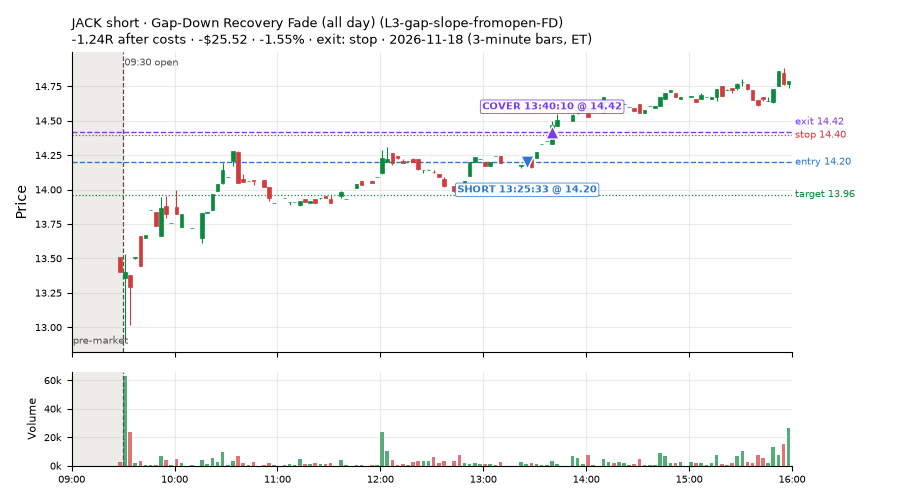 JACK short · Gap-Down Recovery Fade (all day) (L3-gap-slope-fromopen-FD)
-1.24R after costs · -$25.52 · -1.55% · exit: stop · 2026-11-18 (3-minute bars, ET)
09:30 open
14.75
COVER 13:40:10 @ 14.42
14.50
exit 14.42
stop 14.40
14.25
entry 14.20
SHORT 13:25:33 @ 14.20
14.00
target 13.96
Price
13.75
13.50
13.25
13.00
pre-market
60k
40k
Volume
20k
0k
09:00 10:00 11:00 12:00 13:00 14:00 15:00 16:00